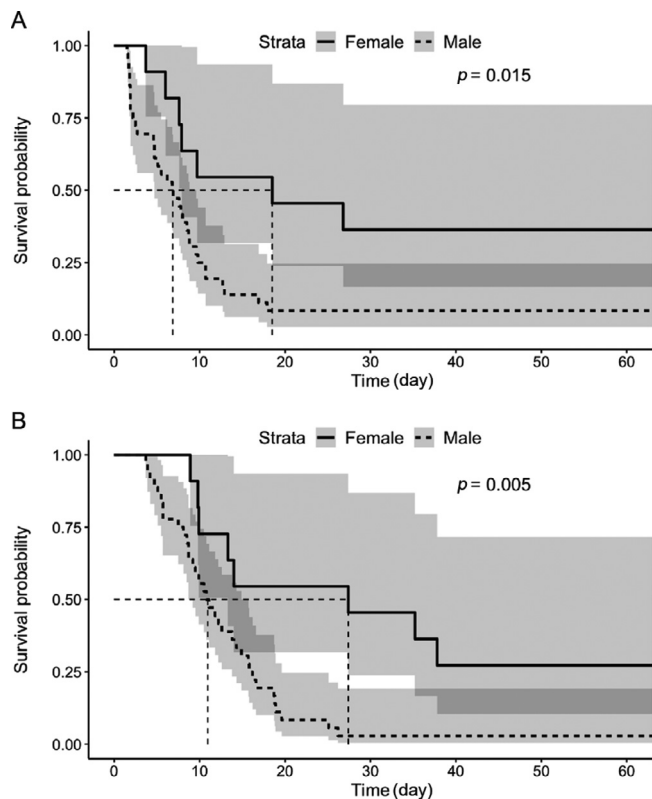 A
Strata Female Male
p = 0.015
Survival probability
1.00
0.75
0.50
0.25
0.00
0 10 20 30 40 50 60
Time (day)
B
Strata Female Male
p = 0.005
Survival probability
1.00
0.75
0.50
0.25
0.00
0 10 20 30 40 50 60
Time (day)